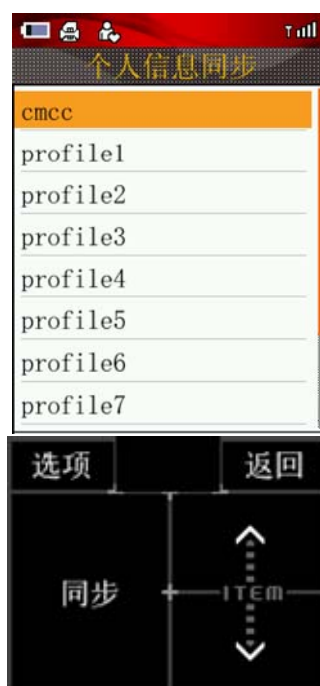 个人信息同步
cmcc
profile1
profile2
profile3
profile4
profile5
profile6
profile7
选项 返回
同步 ITEM